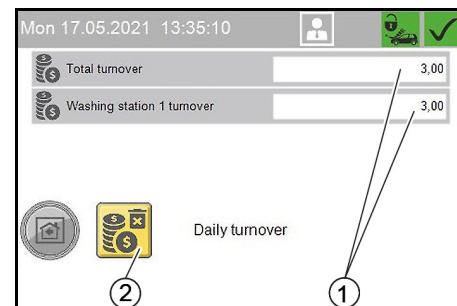 Mon 17.05.2021 13:35:10
Total turnover 3,00
Washing station 1 turnover 3,00
Daily turnover
2 1